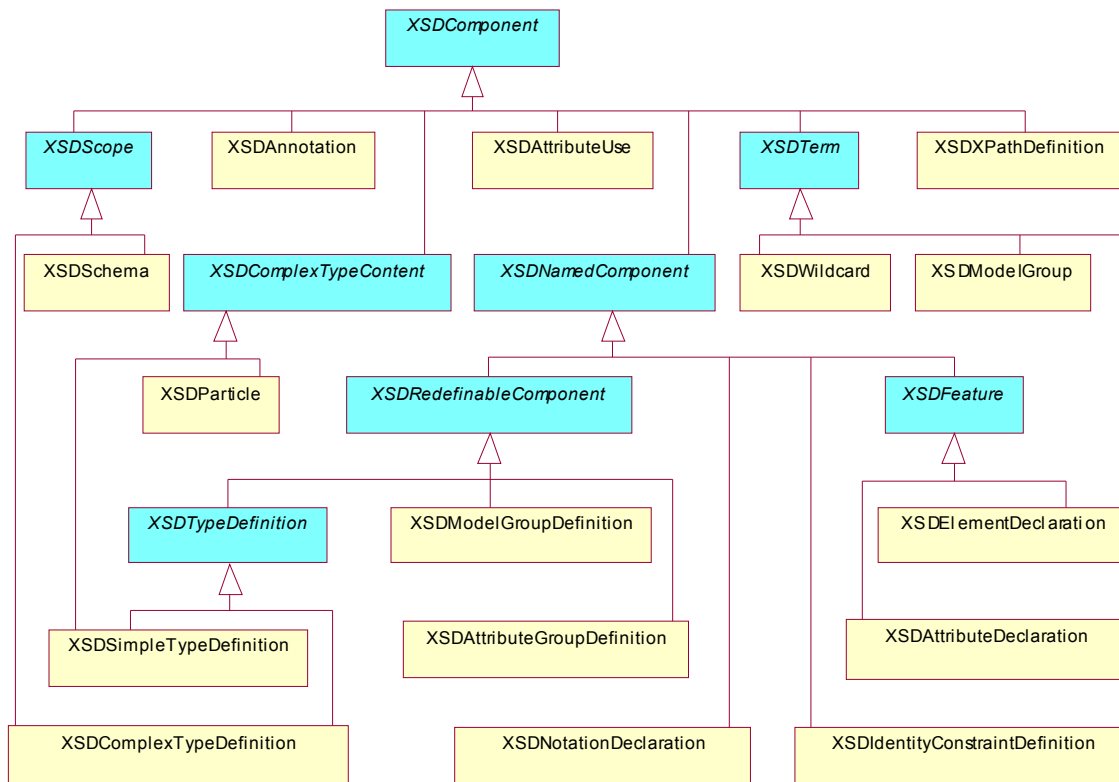 XSDComponent
XSDScope
XSDAnnotation
XSDAttributeUse
XSDTerm
XSDXPathDefinition
XSDSchema
XSDComplexTypeContent
XSDNamedComponent
XSDWildcard
XSDModelGroup
XSDParticle
XSDRedefinableComponent
XSDFeature
XSDTypeDefinition
XSDModelGroupDefinition
XSDElementDeclaration
XSDSimpleTypeDefinition
XSDAttributeGroupDefinition
XSDAttributeDeclaration
XSDComplexTypeDefinition
XSDNotationDeclaration
XSDIdentityConstraintDefinition